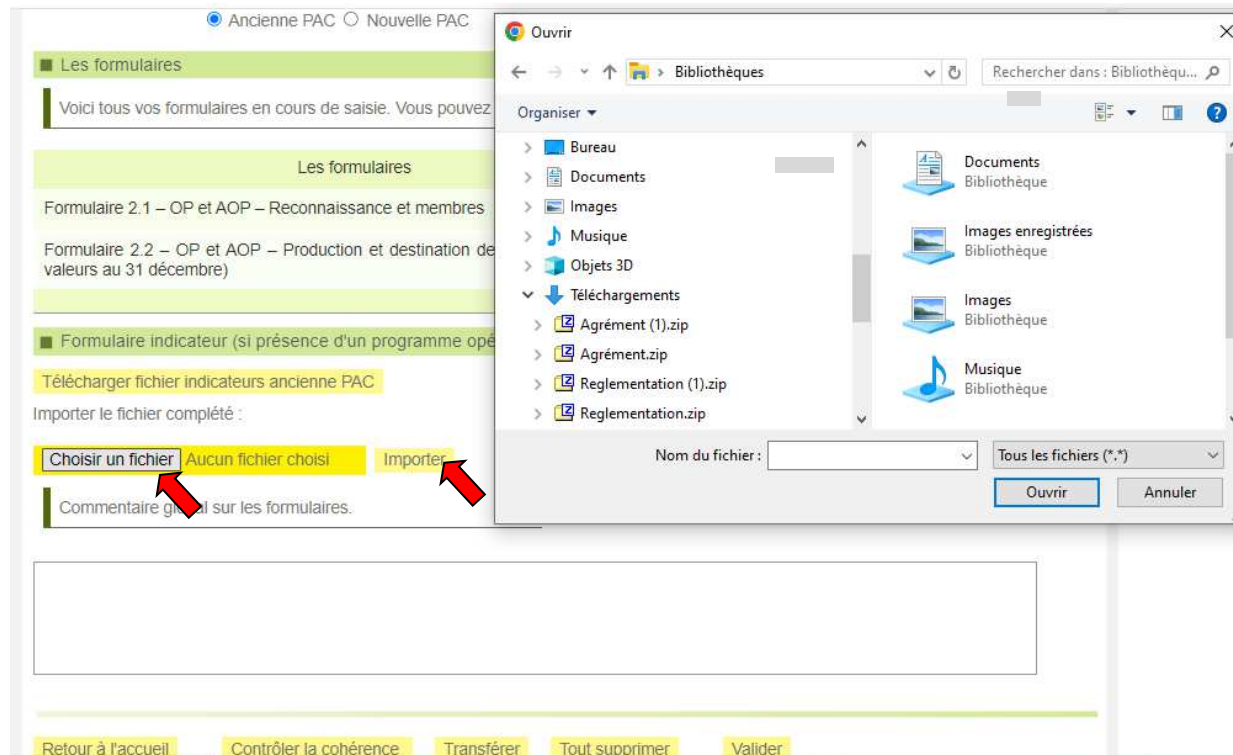 Ancienne PAC Nouvelle PAC
Les formulaires
Voici tous vos formulaires en cours de saisie. Vous pouvez
Les formulaires
Formulaire 2.1 – OP et AOP – Reconnaissance et membres
Formulaire 2.2 – OP et AOP – Production et destination de
valeurs au 31 décembre)
Formulaire indicateur (si présence d'un programme opé
Télécharger fichier indicateurs ancienne PAC
Importer le fichier complété :
Choisir un fichier Aucun fichier choisi Importer
Commentaire global sur les formulaires.
Retour à l'accueil Contrôler la cohérence Transférer Tout supprimer Valider
Ouvrir
Bibliothèques
Rechercher dans : Bibliothèqu...
Organiser
Bureau
Documents
Images
Musique
Objets 3D
Téléchargements
Agrément (1).zip
Agrément.zip
Reglementation (1).zip
Reglementation.zip
Documents
Bibliothèque
Images enregistrées
Bibliothèque
Images
Bibliothèque
Musique
Bibliothèque
Nom du fichier : Tous les fichiers (*.*)
Ouvrir Annuler